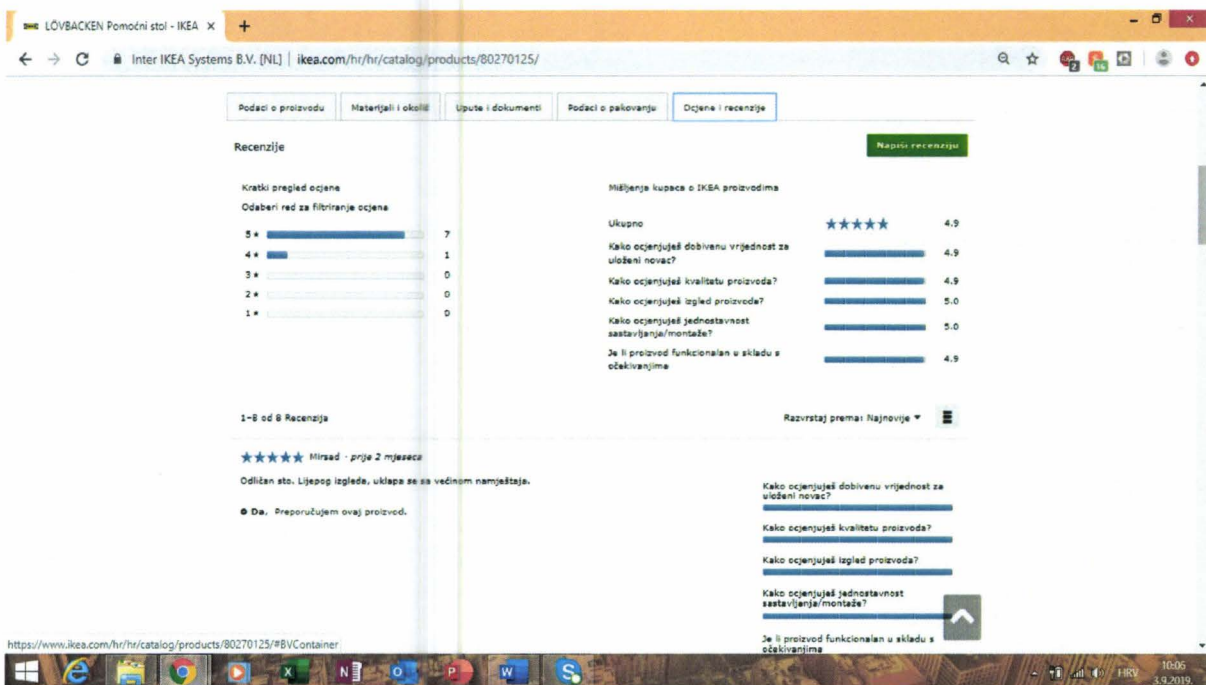 LÖVBACKEN Pomoćni stol - IKEA
Inter IKEA Systems B.V. [NL] | ikea.com/hr/hr/catalog/products/80270125/
Podaci o proizvodu
Materijali i okoliš
Upute i dokumenti
Podaci o pakovanju
Ocjene i recenzije
Recenzije
Napiši recenziju
Kratki pregled ocjene
Odaberi red za filtriranje ocjena
5★ 7
4★ 1
3★ 0
2★ 0
1★ 0
Mišljenja kupaca o IKEA proizvodima
Ukupno ★★★★★ 4.9
Kako ocjenjuješ dobivenu vrijednost za
uloženi novac? 4.9
Kako ocjenjuješ kvalitetu proizvoda? 4.9
Kako ocjenjuješ izgled proizvoda? 5.0
Kako ocjenjuješ jednostavnost
sastavljanja/montaže? 5.0
Je li proizvod funkcionalan u skladu s
očekivanjima 4.9
1–8 od 8 Recenzija
Razvrstaj prema: Najnovije ▼
★★★★★ Mirsad · prije 2 mjeseca
Odličan sto. Lijepog izgleda, uklapa se sa većinom namještaja.
Da, Preporučujem ovaj proizvod.
Kako ocjenjuješ dobivenu vrijednost za
uloženi novac?
Kako ocjenjuješ kvalitetu proizvoda?
Kako ocjenjuješ izgled proizvoda?
Kako ocjenjuješ jednostavnost
sastavljanja/montaže?
Je li proizvod funkcionalan u skladu s
očekivanjima
https://www.ikea.com/hr/hr/catalog/products/80270125/#BVContainer
HRV
10:06
3.9.2019.